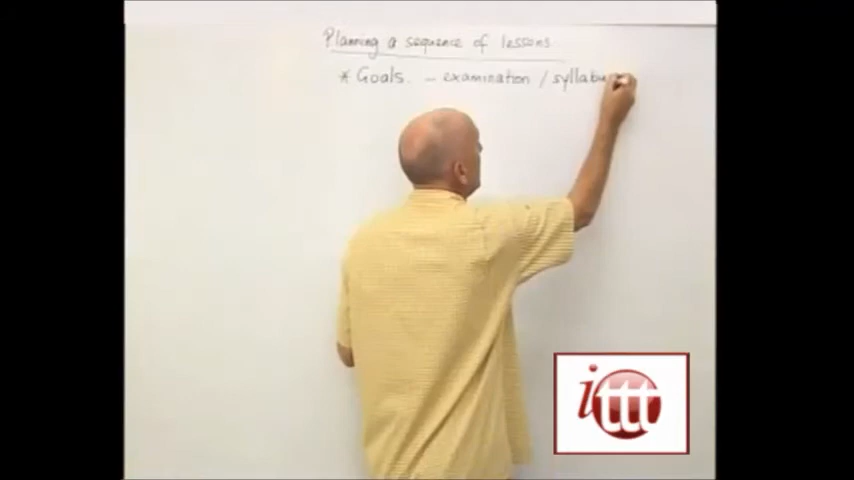 Planning a sequence of lessons
* Goals. - examination / syllabu
ittt